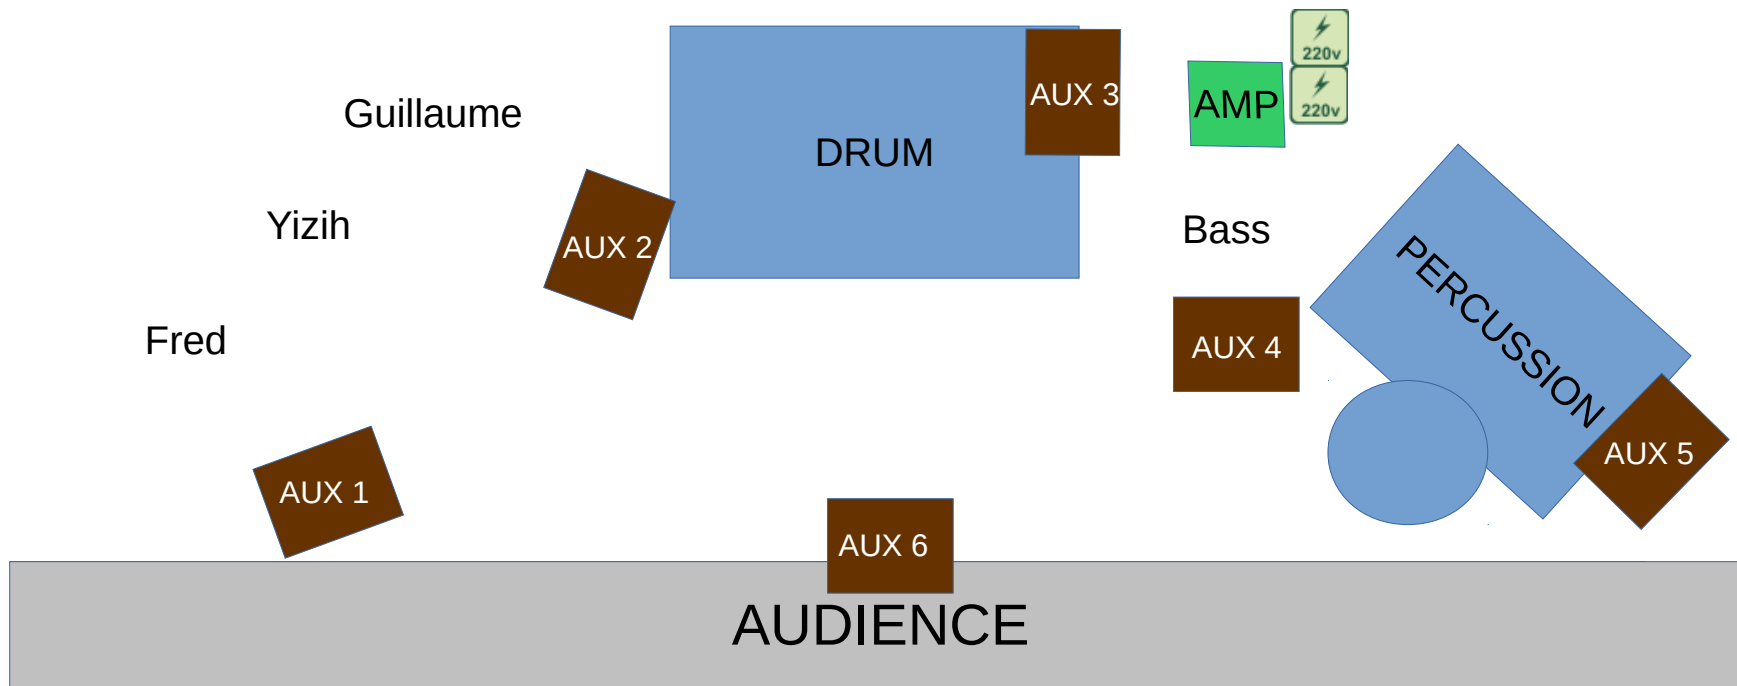 220v
220v
AUX 3
AMP
Guillaume
DRUM
Yizih
AUX 2
Bass
PERCUSSION
Fred
AUX 4
AUX 5
AUX 1
AUX 6
AUDIENCE